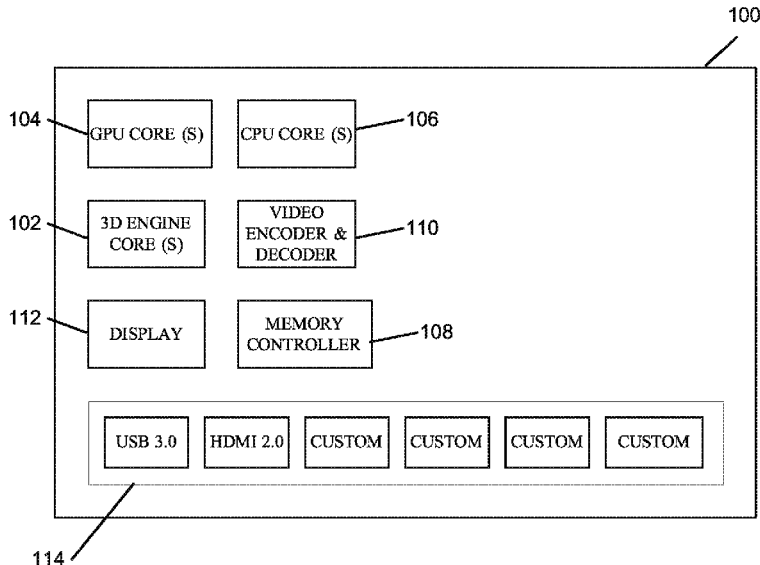 100
104
GPU CORE (S)
CPU CORE (S)
106
102
3D ENGINE
CORE (S)
VIDEO
ENCODER &
DECODER
110
112
DISPLAY
MEMORY
CONTROLLER
108
USB 3.0
HDMI 2.0
CUSTOM
CUSTOM
CUSTOM
CUSTOM
114